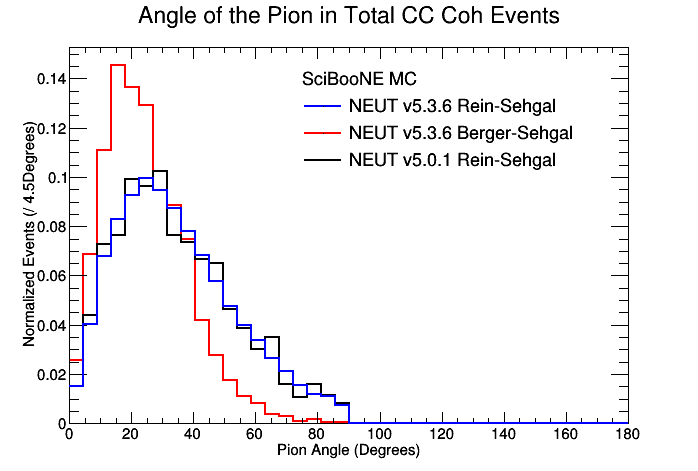 Angle of the Pion in Total CC Coh Events
SciBooNE MC
NEUT v5.3.6 Rein-Sehgal
NEUT v5.3.6 Berger-Sehgal
NEUT v5.0.1 Rein-Sehgal
Normalized Events (/ 4.5Degrees)
0.14
0.12
0.1
0.08
0.06
0.04
0.02
0
0 20 40 60 80 100 120 140 160 180
Pion Angle (Degrees)